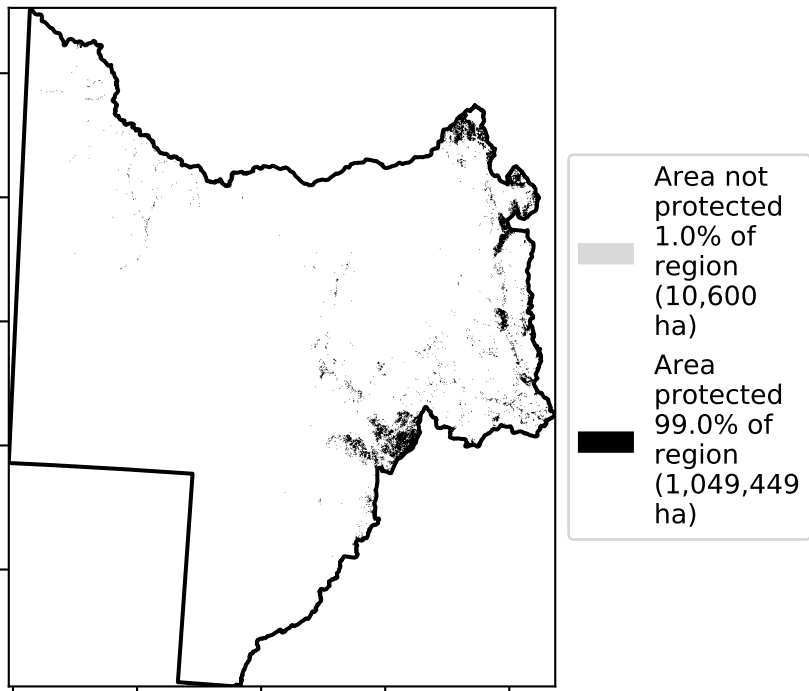 Area not
protected
1.0% of
region
(10,600
ha)
Area
protected
99.0% of
region
(1,049,449
ha)